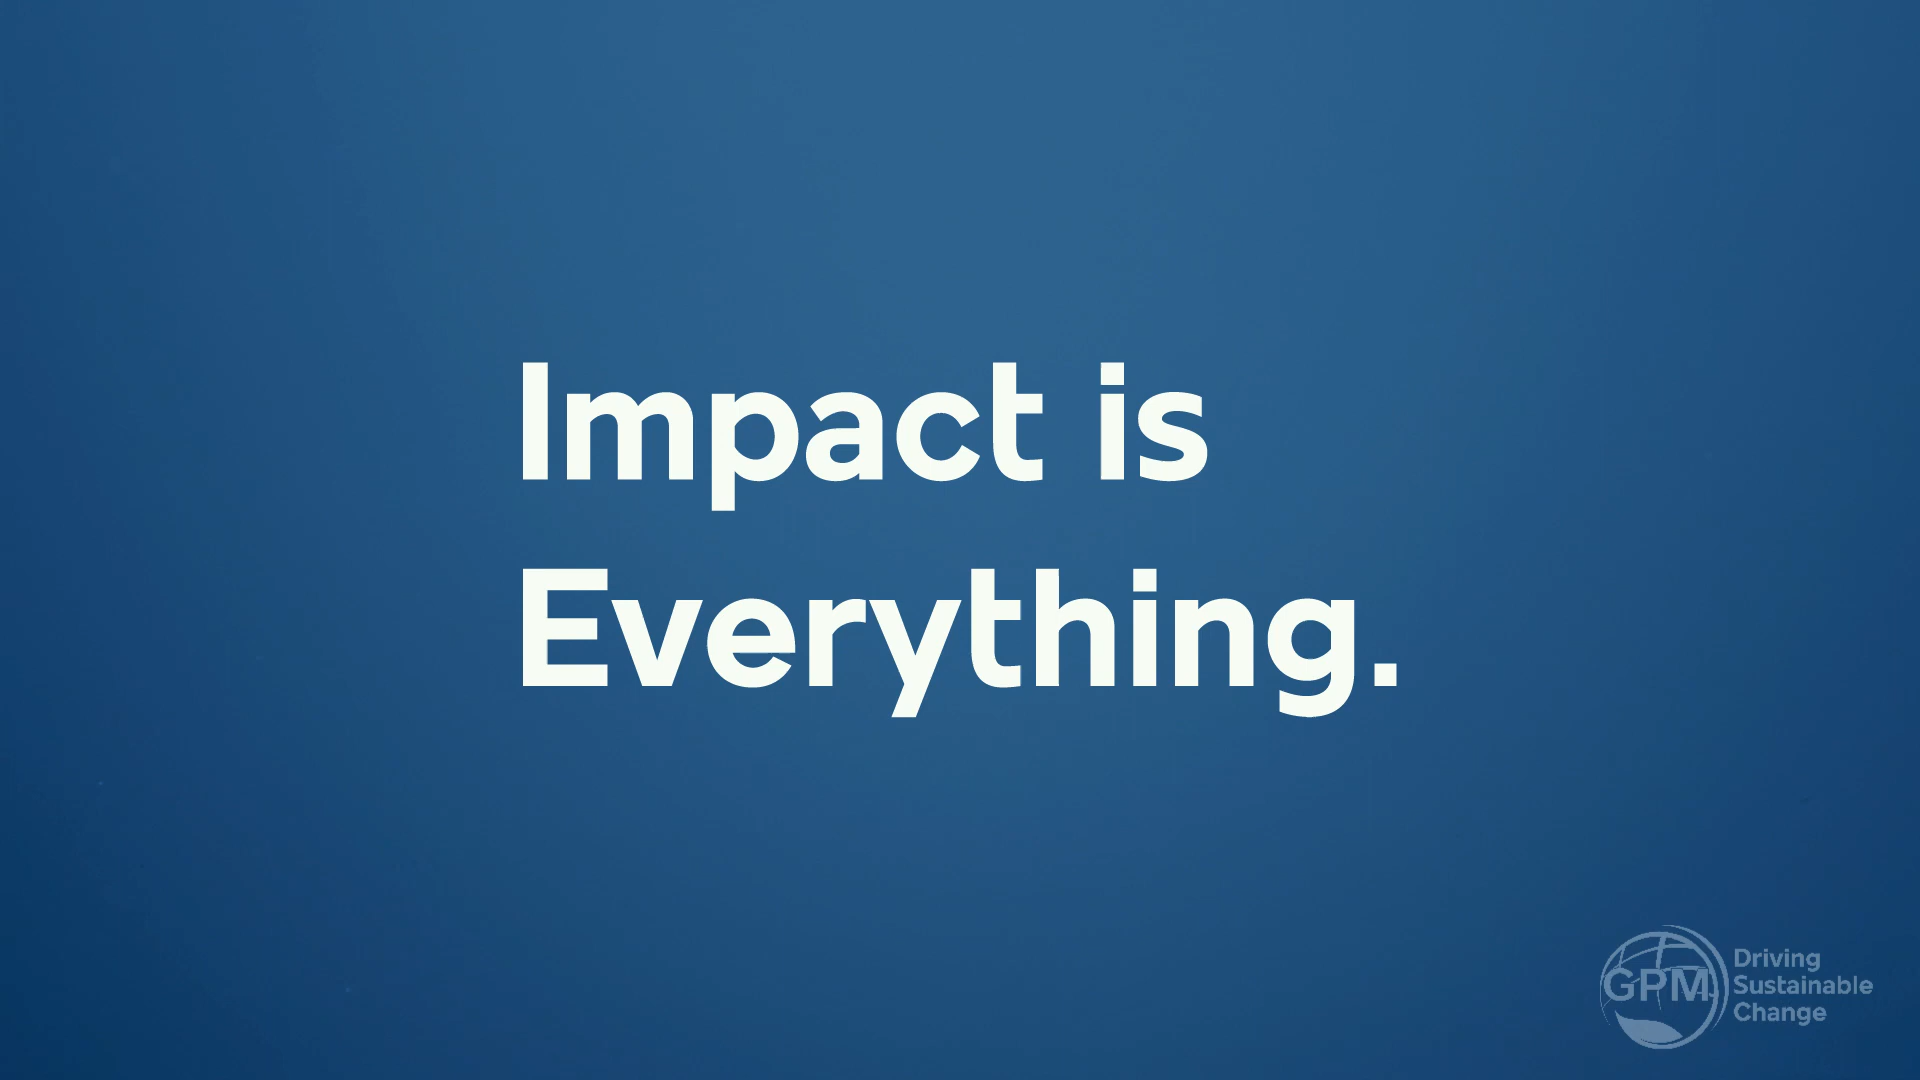 Impact is
Everything.
GPM
Driving
Sustainable
Change